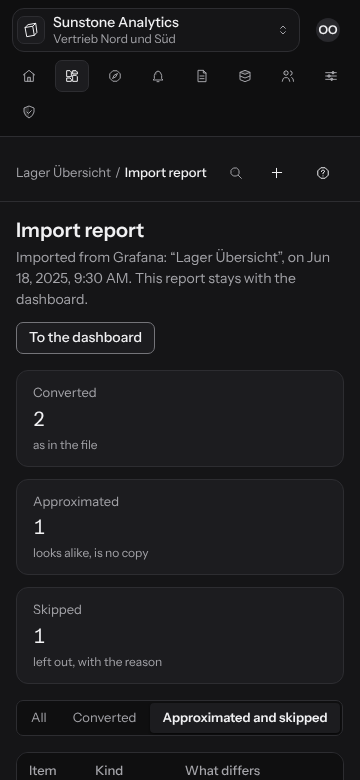 Sunstone Analytics
Vertrieb Nord und Süd
OO
Lager Übersicht / Import report
Import report
Imported from Grafana: “Lager Übersicht”, on Jun
18, 2025, 9:30 AM. This report stays with the
dashboard.
To the dashboard
Converted
2
as in the file
Approximated
1
looks alike, is no copy
Skipped
1
left out, with the reason
All Converted Approximated and skipped
Item Kind What differs